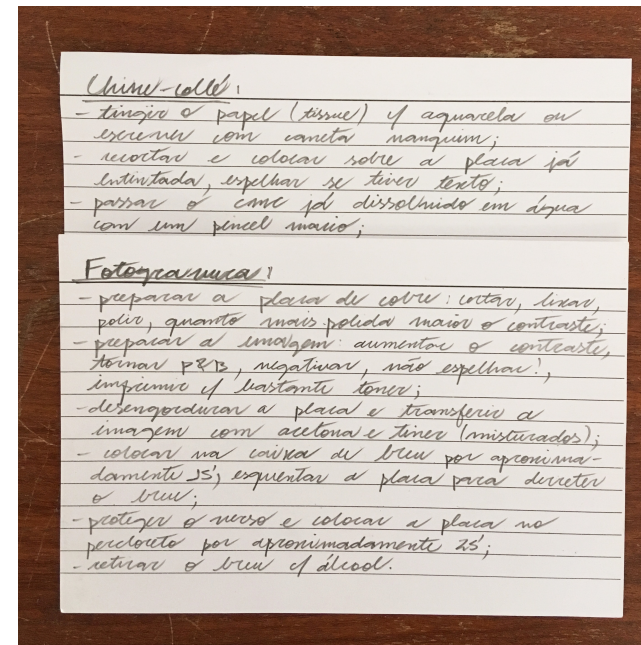 Chine-collé:
- tingir o papel (tissue) c/ aquarela ou
escrever com caneta nanquim;
- recortar e colocar sobre a placa já
entintada, espelhar se tiver texto;
- passar o cmc já dissolvido em água
com um pincel macio;
Fotogravura:
- preparar a placa de cobre: cortar, lixar,
polir, quanto mais polida maior o contraste;
- preparar a imagem: aumentar o contraste,
tornar P&B, negativar, não espelhar!,
imprimir c/ bastante toner;
- desengordurar a placa e transferir a
imagem com acetona e tiner (misturados);
- colocar na caixa de breu por aproxima-
damente 25', esquentar a placa para derreter
o breu;
- proteger o verso e colocar a placa no
percloreto por aproximadamente 25';
- retirar o breu c/ álcool.